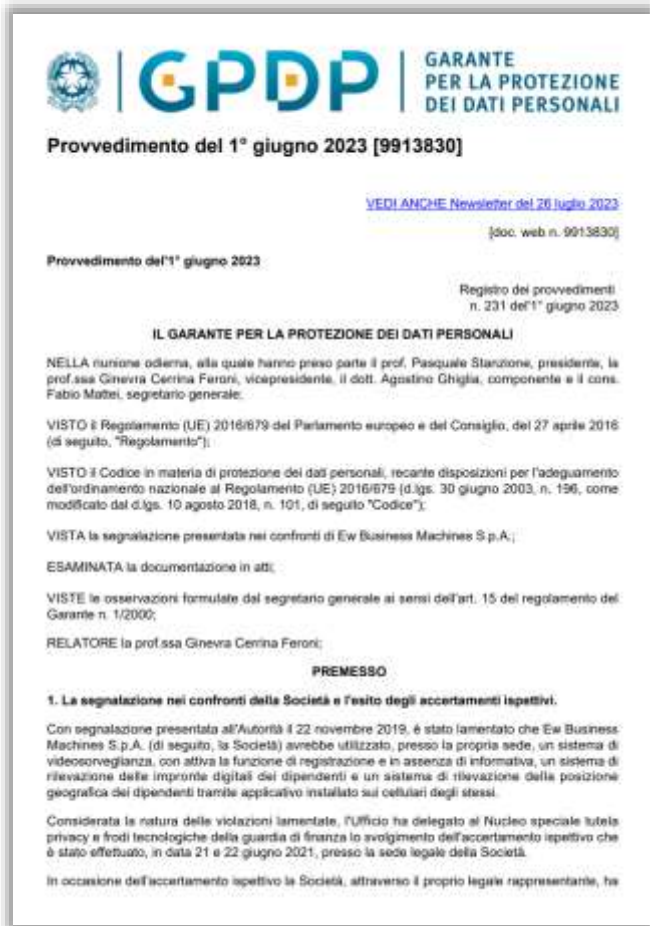 GPDP
GARANTE
PER LA PROTEZIONE
DEI DATI PERSONALI
Provvedimento del 1° giugno 2023 [9913830]
VEDI ANCHE Newsletter del 26 luglio 2023
[doc. web n. 9913830]
Provvedimento del'1° giugno 2023
Registro dei provvedimenti
n. 231 del'1° giugno 2023
IL GARANTE PER LA PROTEZIONE DEI DATI PERSONALI
NELLA riunione odierna, alla quale hanno preso parte il prof. Pasquale Stanzione, presidente, la
prof.ssa Ginevra Cerrina Feroni, vicepresidente, il dott. Agostino Ghiglia, componente e il cons.
Fabio Mattei, segretario generale;
VISTO il Regolamento (UE) 2016/679 del Parlamento europeo e del Consiglio, del 27 aprile 2016
(di seguito, "Regolamento");
VISTO il Codice in materia di protezione dei dati personali, recante disposizioni per l'adeguamento
dell'ordinamento nazionale al Regolamento (UE) 2016/679 (d.lgs. 30 giugno 2003, n. 196, come
modificato dal d.lgs. 10 agosto 2018, n. 101, di seguito "Codice");
VISTA la segnalazione presentata nei confronti di Ew Business Machines S.p.A.;
ESAMINATA la documentazione in atti;
VISTE le osservazioni formulate dal segretario generale ai sensi dell'art. 15 del regolamento del
Garante n. 1/2000;
RELATORE la prof.ssa Ginevra Cerrina Feroni;
PREMESSO
1. La segnalazione nei confronti della Società e l'esito degli accertamenti ispettivi.
Con segnalazione presentata all'Autorità il 22 novembre 2019, è stato lamentato che Ew Business
Machines S.p.A. (di seguito, la Società) avrebbe utilizzato, presso la propria sede, un sistema di
videosorveglianza, con attiva la funzione di registrazione e in assenza di informativa, un sistema di
rilevazione delle impronte digitali dei dipendenti e un sistema di rilevazione della posizione
geografica dei dipendenti tramite applicativo installato sui cellulari degli stessi.
Considerata la natura delle violazioni lamentate, l'Ufficio ha delegato al Nucleo speciale tutela
privacy e frodi tecnologiche della guardia di finanza lo svolgimento dell'accertamento ispettivo che
è stato effettuato, in data 21 e 22 giugno 2021, presso la sede legale della Società.
In occasione dell'accertamento ispettivo la Società, attraverso il proprio legale rappresentante, ha